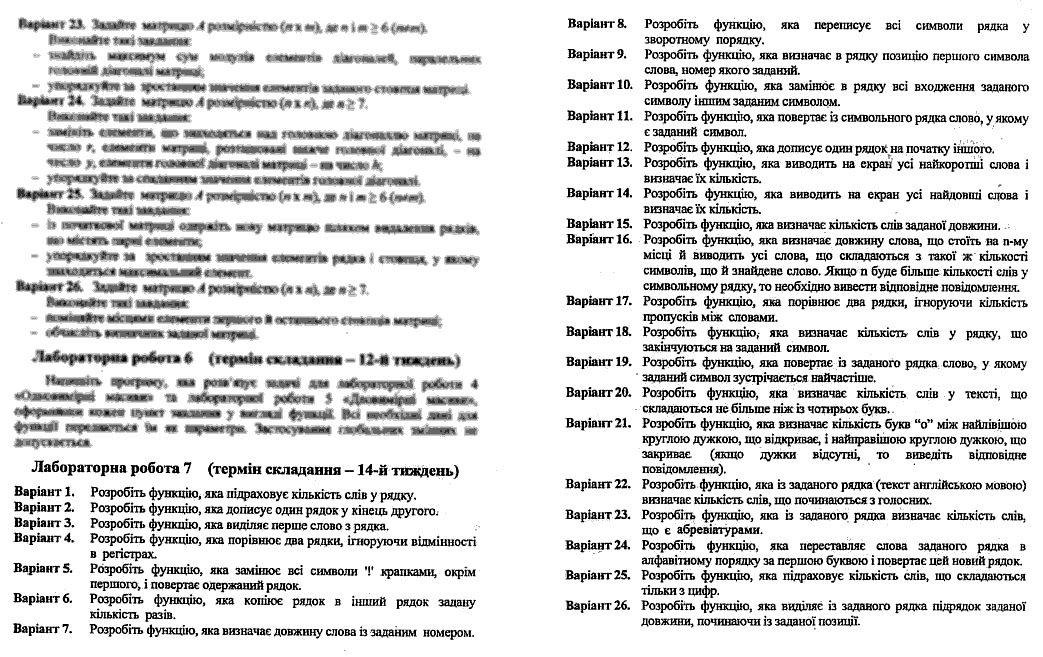 Варіант 23. Задайте матрицю A розмірністю (n x m), де n i m ≥ 6 (n≠m).
Виконайте такі завдання:
– знайдіть максимум сум модулів елементів діагоналей, паралельних
головній діагоналі матриці;
– упорядкуйте за зростанням значення елементів заданого стовпця матриці.
Варіант 24. Задайте матрицю A розмірністю (n x n), де n ≥ 7.
Виконайте такі завдання:
– замініть елементи, що знаходяться над головною діагоналлю матриці, на
число r, елементи матриці, розташовані нижче головної діагоналі, – на
число y, елементи головної діагоналі матриці – на число k;
– упорядкуйте за спаданням значення елементів головної діагоналі.
Варіант 25. Задайте матрицю A розмірністю (n x m), де n i m ≥ 6 (n≠m).
Виконайте такі завдання:
– із початкової матриці одержіть нову матрицю шляхом видалення рядків,
що містять парні елементи;
– упорядкуйте за зростанням значення елементів рядка і стовпця, у якому
знаходиться максимальний елемент.
Варіант 26. Задайте матрицю A розмірністю (n x n), де n ≥ 7.
Виконайте такі завдання:
– поміняйте місцями елементи першого й останнього стовпців матриці;
– обчисліть визначник заданої матриці.
Лабораторна робота 6 (термін складання – 12-й тиждень)
Напишіть програму, яка розв'язує задачі для лабораторної роботи 4
«Одновимірні масиви» та лабораторної роботи 5 «Двовимірні масиви»,
оформивши кожен пункт завдання у вигляді функції. Всі необхідні дані для
функції передаються їм як параметри. Застосування глобальних змінних не
допускається.
Лабораторна робота 7 (термін складання – 14-й тиждень)
Варіант 1. Розробіть функцію, яка підраховує кількість слів у рядку.
Варіант 2. Розробіть функцію, яка дописує один рядок у кінець другого.
Варіант 3. Розробіть функцію, яка виділяє перше слово з рядка.
Варіант 4. Розробіть функцію, яка порівнює два рядки, ігноруючи відмінності
в регістрах.
Варіант 5. Розробіть функцію, яка замінює всі символи '!' крапками, окрім
першого, і повертає одержаний рядок.
Варіант 6. Розробіть функцію, яка копіює рядок в інший рядок задану
кількість разів.
Варіант 7. Розробіть функцію, яка визначає довжину слова із заданим номером.
Варіант 8. Розробіть функцію, яка переписує всі символи рядка у
зворотному порядку.
Варіант 9. Розробіть функцію, яка визначає в рядку позицію першого символа
слова, номер якого заданий.
Варіант 10. Розробіть функцію, яка замінює в рядку всі входження заданого
символу іншим заданим символом.
Варіант 11. Розробіть функцію, яка повертає із символьного рядка слово, у якому
є заданий символ.
Варіант 12. Розробіть функцію, яка дописує один рядок на початку іншого.
Варіант 13. Розробіть функцію, яка виводить на екран усі найкоротші слова і
визначає їх кількість.
Варіант 14. Розробіть функцію, яка виводить на екран усі найдовші слова і
визначає їх кількість.
Варіант 15. Розробіть функцію, яка визначає кількість слів заданої довжини.
Варіант 16. Розробіть функцію, яка визначає довжину слова, що стоїть на n-му
місці й виводить усі слова, що складаються з такої ж кількості
символів, що й знайдене слово. Якщо n буде більше кількості слів у
символьному рядку, то необхідно вивести відповідне повідомлення.
Варіант 17. Розробіть функцію, яка порівнює два рядки, ігноруючи кількість
пропусків між словами.
Варіант 18. Розробіть функцію, яка визначає кількість слів у рядку, що
закінчуються на заданий символ.
Варіант 19. Розробіть функцію, яка повертає із заданого рядка слово, у якому
заданий символ зустрічається найчастіше.
Варіант 20. Розробіть функцію, яка визначає кількість слів у тексті, що
складаються не більше ніж із чотирьох букв.
Варіант 21. Розробіть функцію, яка визначає кількість букв “о” між найлівішою
круглою дужкою, що відкриває, і найправішою круглою дужкою, що
закриває (якщо дужки відсутні, то виведіть відповідне
повідомлення).
Варіант 22. Розробіть функцію, яка із заданого рядка (текст англійською мовою)
визначає кількість слів, що починаються з голосних.
Варіант 23. Розробіть функцію, яка із заданого рядка визначає кількість слів,
що є абревіатурами.
Варіант 24. Розробіть функцію, яка переставляє слова заданого рядка в
алфавітному порядку за першою буквою і повертає цей новий рядок.
Варіант 25. Розробіть функцію, яка підраховує кількість слів, що складаються
тільки з цифр.
Варіант 26. Розробіть функцію, яка виділяє із заданого рядка підрядок заданої
довжини, починаючи із заданої позиції.